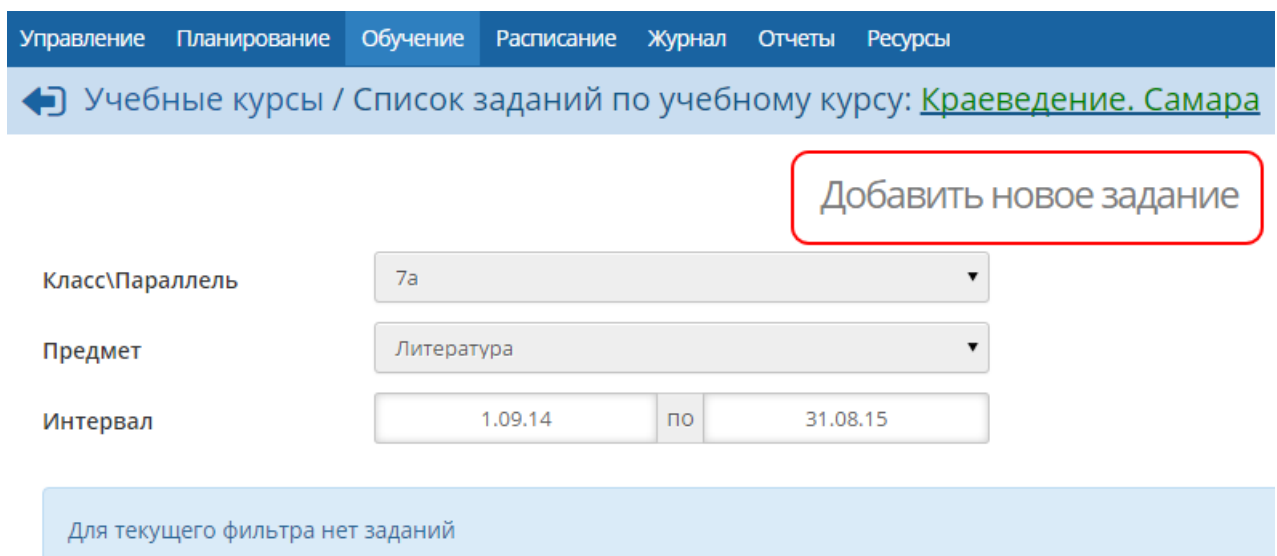 Управление Планирование Обучение Расписание Журнал Отчеты Ресурсы
Учебные курсы / Список заданий по учебному курсу: Краеведение. Самара
Добавить новое задание
Класс\Параллель 7а
Предмет Литература
Интервал 1.09.14 по 31.08.15
Для текущего фильтра нет заданий